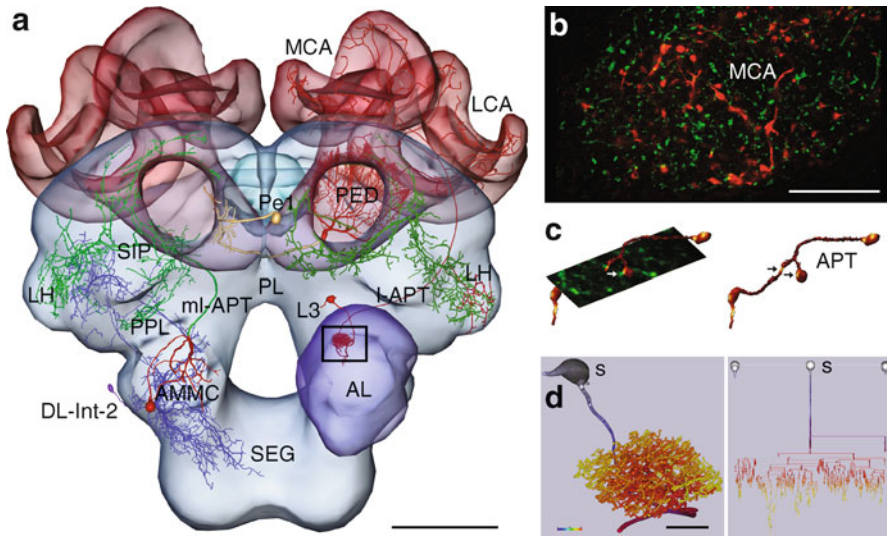 a
MCA
LCA
Pe1
PED
SIP
LH
PL
LH
ml-APT
l-APT
PPL
L3
AMMC
AL
DL-Int-2
SEG
b
MCA
c
APT
d
S
S